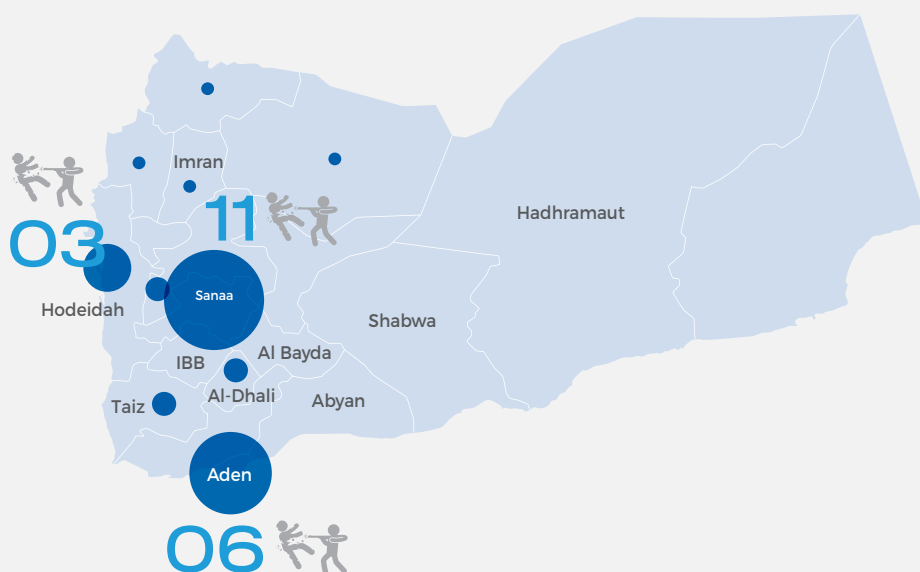 Imran
11
Hadhramaut
03
Sanaa
Hodeidah
Shabwa
IBB
Al Bayda
Al-Dhali
Taiz
Abyan
Aden
06